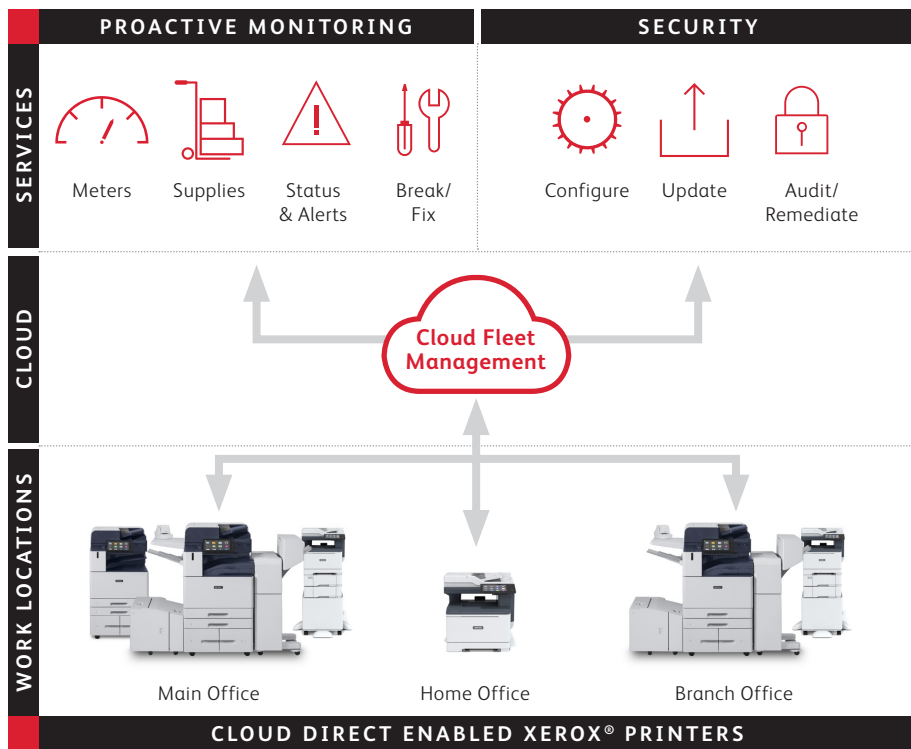 PROACTIVE MONITORING
SECURITY
SERVICES
Meters
Supplies
Status
& Alerts
Break/
Fix
Configure
Update
Audit/
Remediate
CLOUD
Cloud Fleet
Management
WORK LOCATIONS
Main Office
Home Office
Branch Office
CLOUD DIRECT ENABLED XEROX® PRINTERS